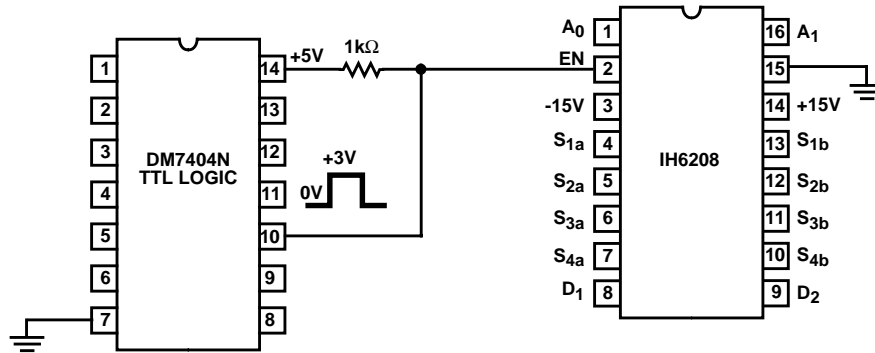 1
2
3
4
5
6
7
14
13
12
11
10
9
8
DM7404N
TTL LOGIC
+5V
1kΩ
+3V
0V
A0
EN
-15V
S1a
S2a
S3a
S4a
D1
1
2
3
4
5
6
7
8
IH6208
16
15
14
13
12
11
10
9
A1
+15V
S1b
S2b
S3b
S4b
D2